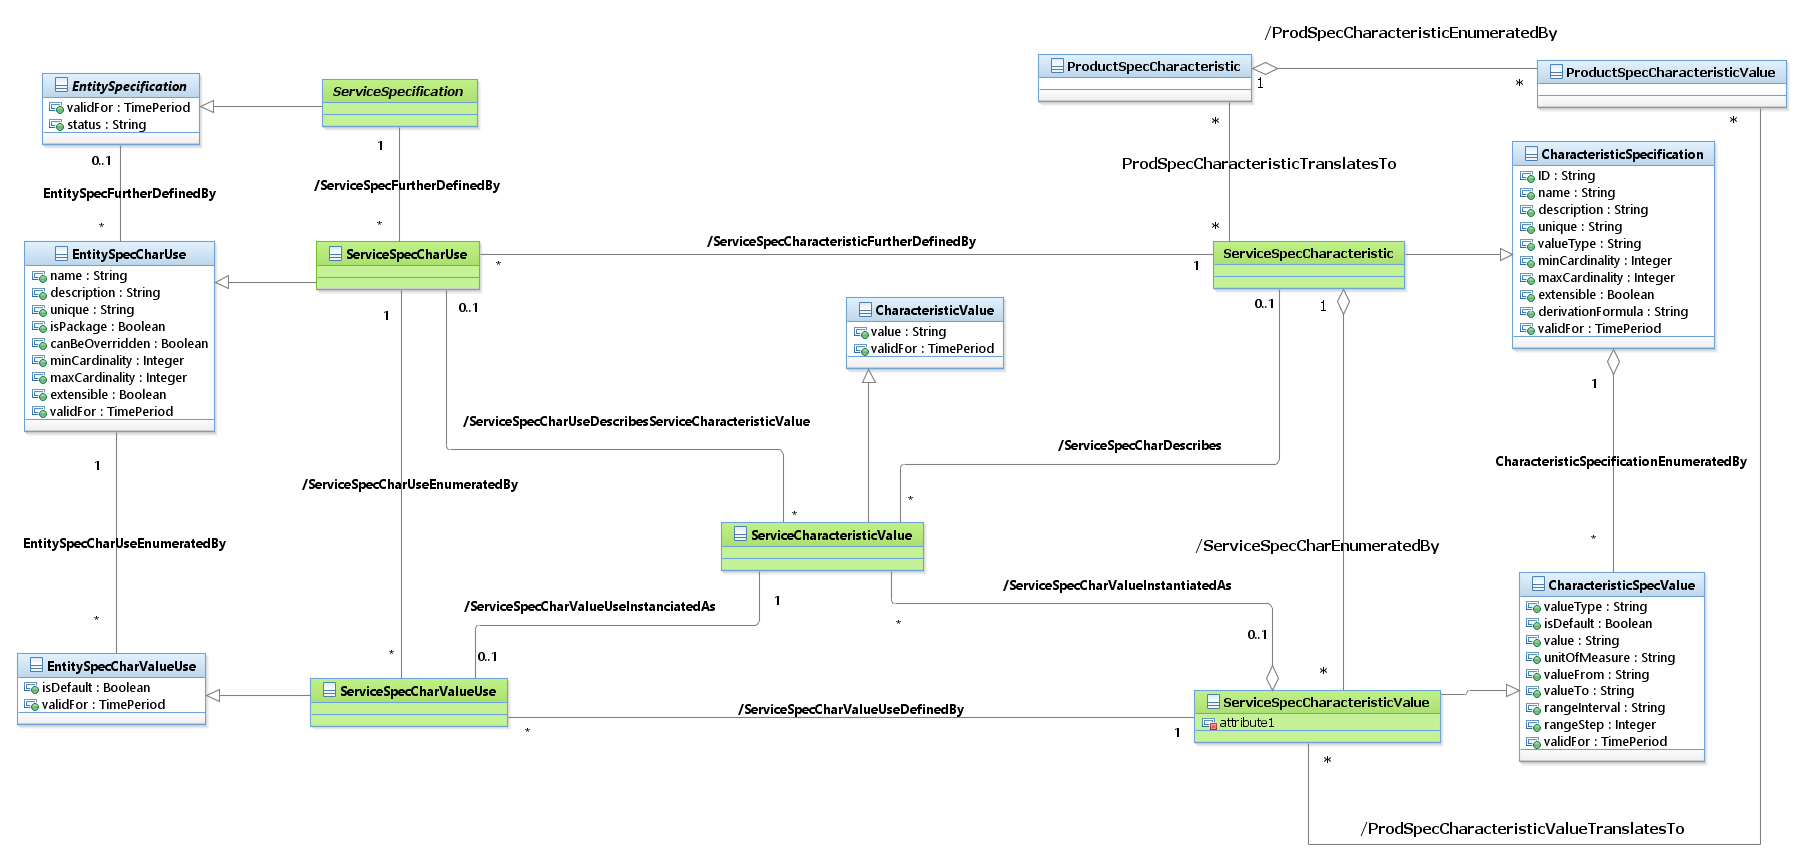 /ProdSpecCharacteristicEnumeratedBy
ProductSpecCharacteristic
1
*
ProductSpecCharacteristicValue
*
EntitySpecification
validFor : TimePeriod
status : String
0..1
ServiceSpecification
1
*
ProdSpecCharacteristicTranslatesTo
*
EntitySpecFurtherDefinedBy
*
/ServiceSpecFurtherDefinedBy
*
CharacteristicSpecification
ID : String
name : String
description : String
unique : String
valueType : String
minCardinality : Integer
maxCardinality : Integer
extensible : Boolean
derivationFormula : String
validFor : TimePeriod
1
EntitySpecCharUse
name : String
description : String
unique : String
isPackage : Boolean
canBeOverridden : Boolean
minCardinality : Integer
maxCardinality : Integer
extensible : Boolean
validFor : TimePeriod
1
ServiceSpecCharUse
*
1
0..1
/ServiceSpecCharacteristicFurtherDefinedBy
1
ServiceSpecCharacteristic
0..1
1
CharacteristicValue
value : String
validFor : TimePeriod
/ServiceSpecCharUseDescribesServiceCharacteristicValue
/ServiceSpecCharDescribes
CharacteristicSpecificationEnumeratedBy
/ServiceSpecCharUseEnumeratedBy
*
*
ServiceCharacteristicValue
EntitySpecCharUseEnumeratedBy
/ServiceSpecCharEnumeratedBy
*
/ServiceSpecCharValueInstantiatedAs
/ServiceSpecCharValueUseInstanciatedAs
1
*
0..1
0..1
*
*
*
CharacteristicSpecValue
valueType : String
isDefault : Boolean
value : String
unitOfMeasure : String
valueFrom : String
valueTo : String
rangeInterval : String
rangeStep : Integer
validFor : TimePeriod
EntitySpecCharValueUse
isDefault : Boolean
validFor : TimePeriod
ServiceSpecCharValueUse
*
/ServiceSpecCharValueUseDefinedBy
1
ServiceSpecCharacteristicValue
attribute1
*
/ProdSpecCharacteristicValueTranslatesTo